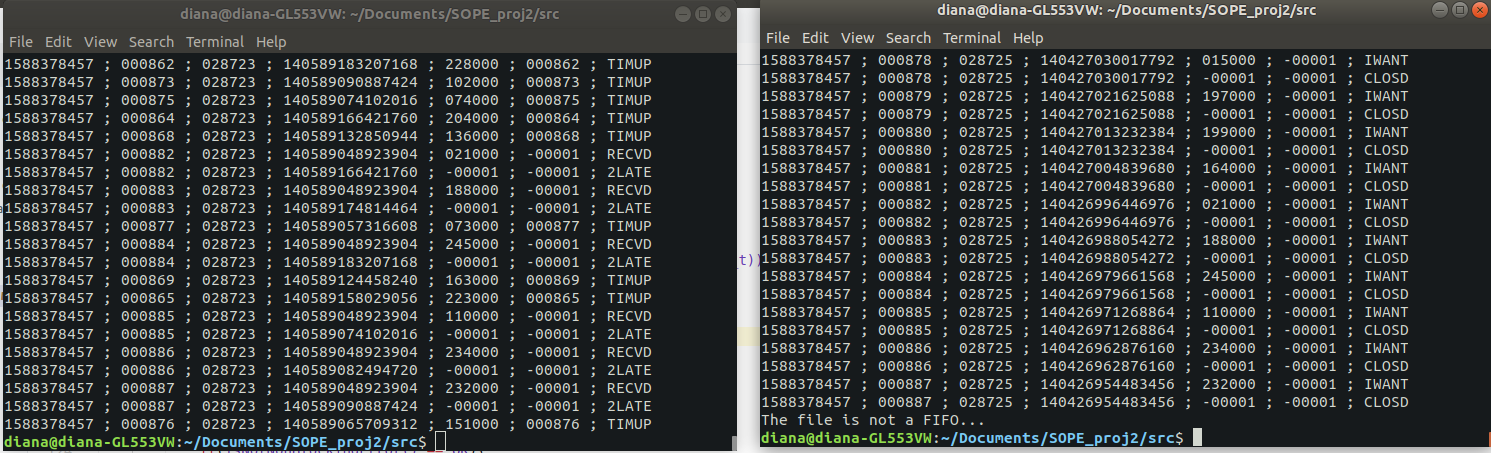 diana@diana-GL553VW: ~/Documents/SOPE_proj2/src
File Edit View Search Terminal Help
1588378457 ; 000862 ; 028723 ; 140589183207168 ; 228000 ; 000862 ; TIMUP
1588378457 ; 000873 ; 028723 ; 140589090887424 ; 102000 ; 000873 ; TIMUP
1588378457 ; 000875 ; 028723 ; 140589074102016 ; 074000 ; 000875 ; TIMUP
1588378457 ; 000864 ; 028723 ; 140589166421760 ; 204000 ; 000864 ; TIMUP
1588378457 ; 000868 ; 028723 ; 140589132850944 ; 136000 ; 000868 ; TIMUP
1588378457 ; 000882 ; 028723 ; 140589048923904 ; 021000 ; -00001 ; RECVD
1588378457 ; 000882 ; 028723 ; 140589166421760 ; -00001 ; -00001 ; 2LATE
1588378457 ; 000883 ; 028723 ; 140589048923904 ; 188000 ; -00001 ; RECVD
1588378457 ; 000883 ; 028723 ; 140589174814464 ; -00001 ; -00001 ; 2LATE
1588378457 ; 000877 ; 028723 ; 140589057316608 ; 073000 ; 000877 ; TIMUP
1588378457 ; 000884 ; 028723 ; 140589048923904 ; 245000 ; -00001 ; RECVD
1588378457 ; 000884 ; 028723 ; 140589183207168 ; -00001 ; -00001 ; 2LATE
1588378457 ; 000869 ; 028723 ; 140589124458240 ; 163000 ; 000869 ; TIMUP
1588378457 ; 000865 ; 028723 ; 140589158029056 ; 223000 ; 000865 ; TIMUP
1588378457 ; 000885 ; 028723 ; 140589048923904 ; 110000 ; -00001 ; RECVD
1588378457 ; 000885 ; 028723 ; 140589074102016 ; -00001 ; -00001 ; 2LATE
1588378457 ; 000886 ; 028723 ; 140589048923904 ; 234000 ; -00001 ; RECVD
1588378457 ; 000886 ; 028723 ; 140589082494720 ; -00001 ; -00001 ; 2LATE
1588378457 ; 000887 ; 028723 ; 140589048923904 ; 232000 ; -00001 ; RECVD
1588378457 ; 000887 ; 028723 ; 140589090887424 ; -00001 ; -00001 ; 2LATE
1588378457 ; 000876 ; 028723 ; 140589065709312 ; 151000 ; 000876 ; TIMUP
diana@diana-GL553VW:~/Documents/SOPE_proj2/src$
_t))
diana@diana-GL553VW: ~/Documents/SOPE_proj2/src
File Edit View Search Terminal Help
1588378457 ; 000878 ; 028725 ; 140427030017792 ; 015000 ; -00001 ; IWANT
1588378457 ; 000878 ; 028725 ; 140427030017792 ; -00001 ; -00001 ; CLOSD
1588378457 ; 000879 ; 028725 ; 140427021625088 ; 197000 ; -00001 ; IWANT
1588378457 ; 000879 ; 028725 ; 140427021625088 ; -00001 ; -00001 ; CLOSD
1588378457 ; 000880 ; 028725 ; 140427013232384 ; 199000 ; -00001 ; IWANT
1588378457 ; 000880 ; 028725 ; 140427013232384 ; -00001 ; -00001 ; CLOSD
1588378457 ; 000881 ; 028725 ; 140427004839680 ; 164000 ; -00001 ; IWANT
1588378457 ; 000881 ; 028725 ; 140427004839680 ; -00001 ; -00001 ; CLOSD
1588378457 ; 000882 ; 028725 ; 140426996446976 ; 021000 ; -00001 ; IWANT
1588378457 ; 000882 ; 028725 ; 140426996446976 ; -00001 ; -00001 ; CLOSD
1588378457 ; 000883 ; 028725 ; 140426988054272 ; 188000 ; -00001 ; IWANT
1588378457 ; 000883 ; 028725 ; 140426988054272 ; -00001 ; -00001 ; CLOSD
1588378457 ; 000884 ; 028725 ; 140426979661568 ; 245000 ; -00001 ; IWANT
1588378457 ; 000884 ; 028725 ; 140426979661568 ; -00001 ; -00001 ; CLOSD
1588378457 ; 000885 ; 028725 ; 140426971268864 ; 110000 ; -00001 ; IWANT
1588378457 ; 000885 ; 028725 ; 140426971268864 ; -00001 ; -00001 ; CLOSD
1588378457 ; 000886 ; 028725 ; 140426962876160 ; 234000 ; -00001 ; IWANT
1588378457 ; 000886 ; 028725 ; 140426962876160 ; -00001 ; -00001 ; CLOSD
1588378457 ; 000887 ; 028725 ; 140426954483456 ; 232000 ; -00001 ; IWANT
1588378457 ; 000887 ; 028725 ; 140426954483456 ; -00001 ; -00001 ; CLOSD
The file is not a FIFO...
diana@diana-GL553VW:~/Documents/SOPE_proj2/src$